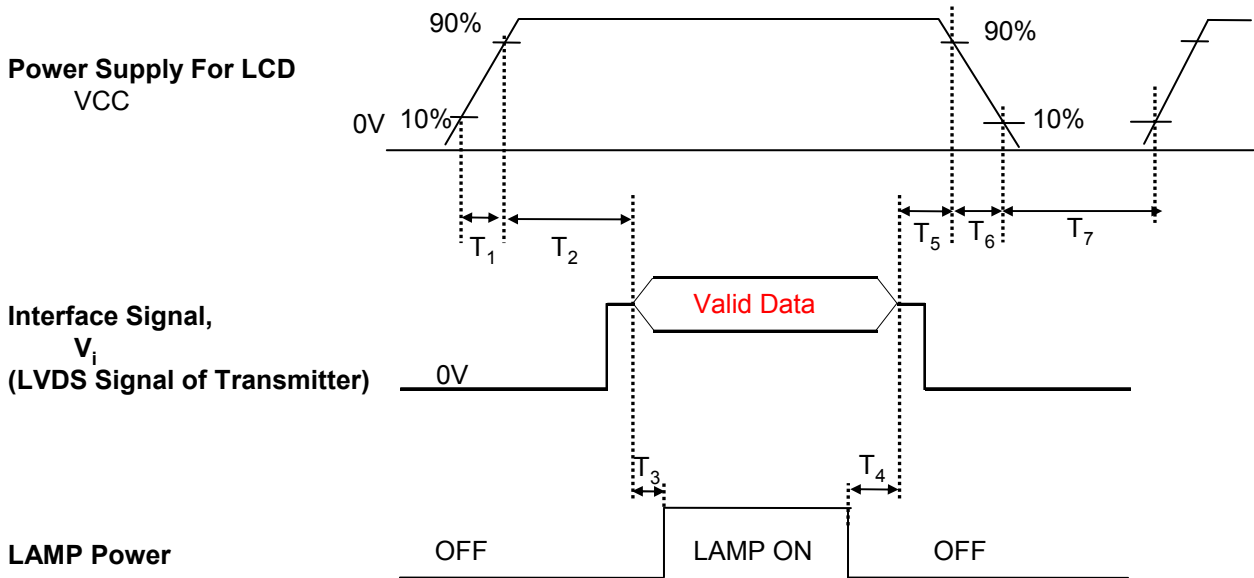 90%
90%
Power Supply For LCD
VCC
0V 10%
10%
T1
T2
T5
T6
T7
Valid Data
Interface Signal,
Vi
(LVDS Signal of Transmitter)
0V
T3
T4
LAMP Power
OFF
LAMP ON
OFF